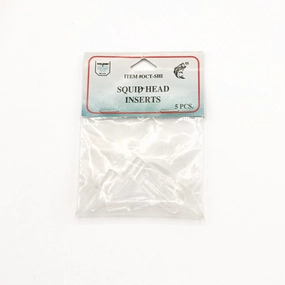 ITEM #OCT-SHI
SQUID HEAD
INSERTS
5 PCS.